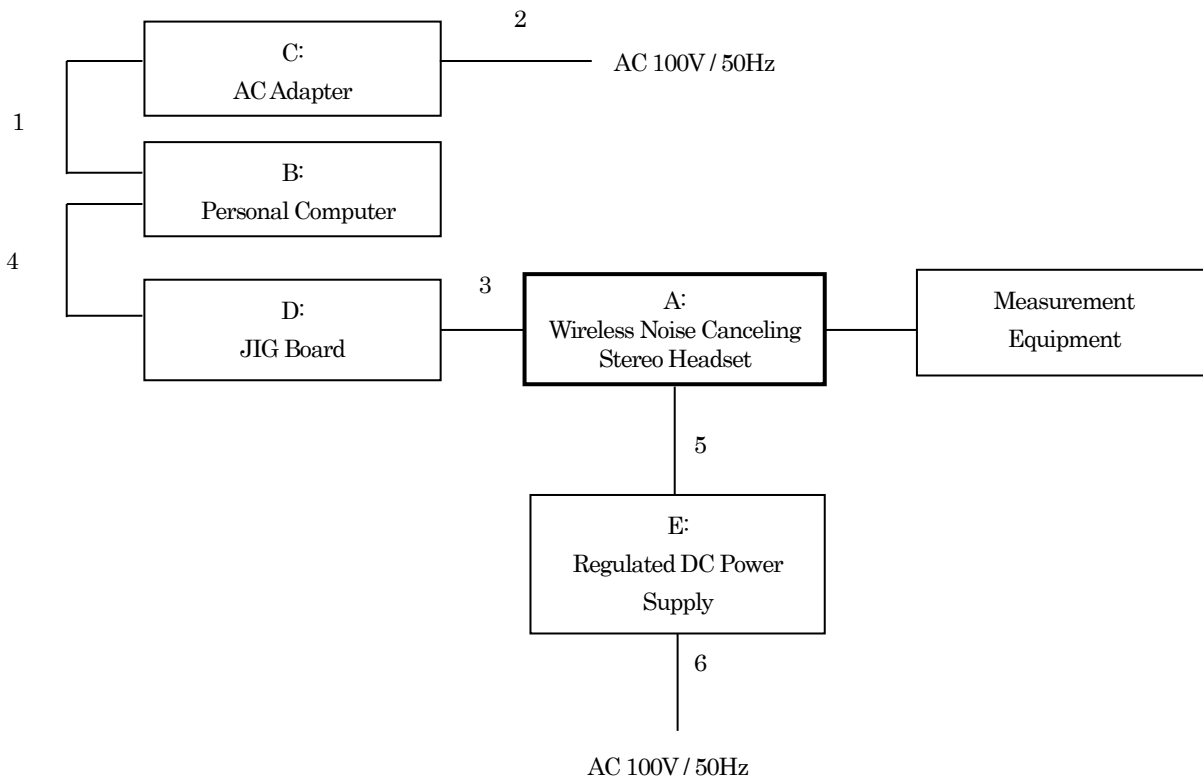 2
C:
AC Adapter
AC 100V / 50Hz
1
B:
Personal Computer
4
3
D:
JIG Board
A:
Wireless Noise Canceling
Stereo Headset
Measurement
Equipment
5
E:
Regulated DC Power
Supply
6
AC 100V / 50Hz